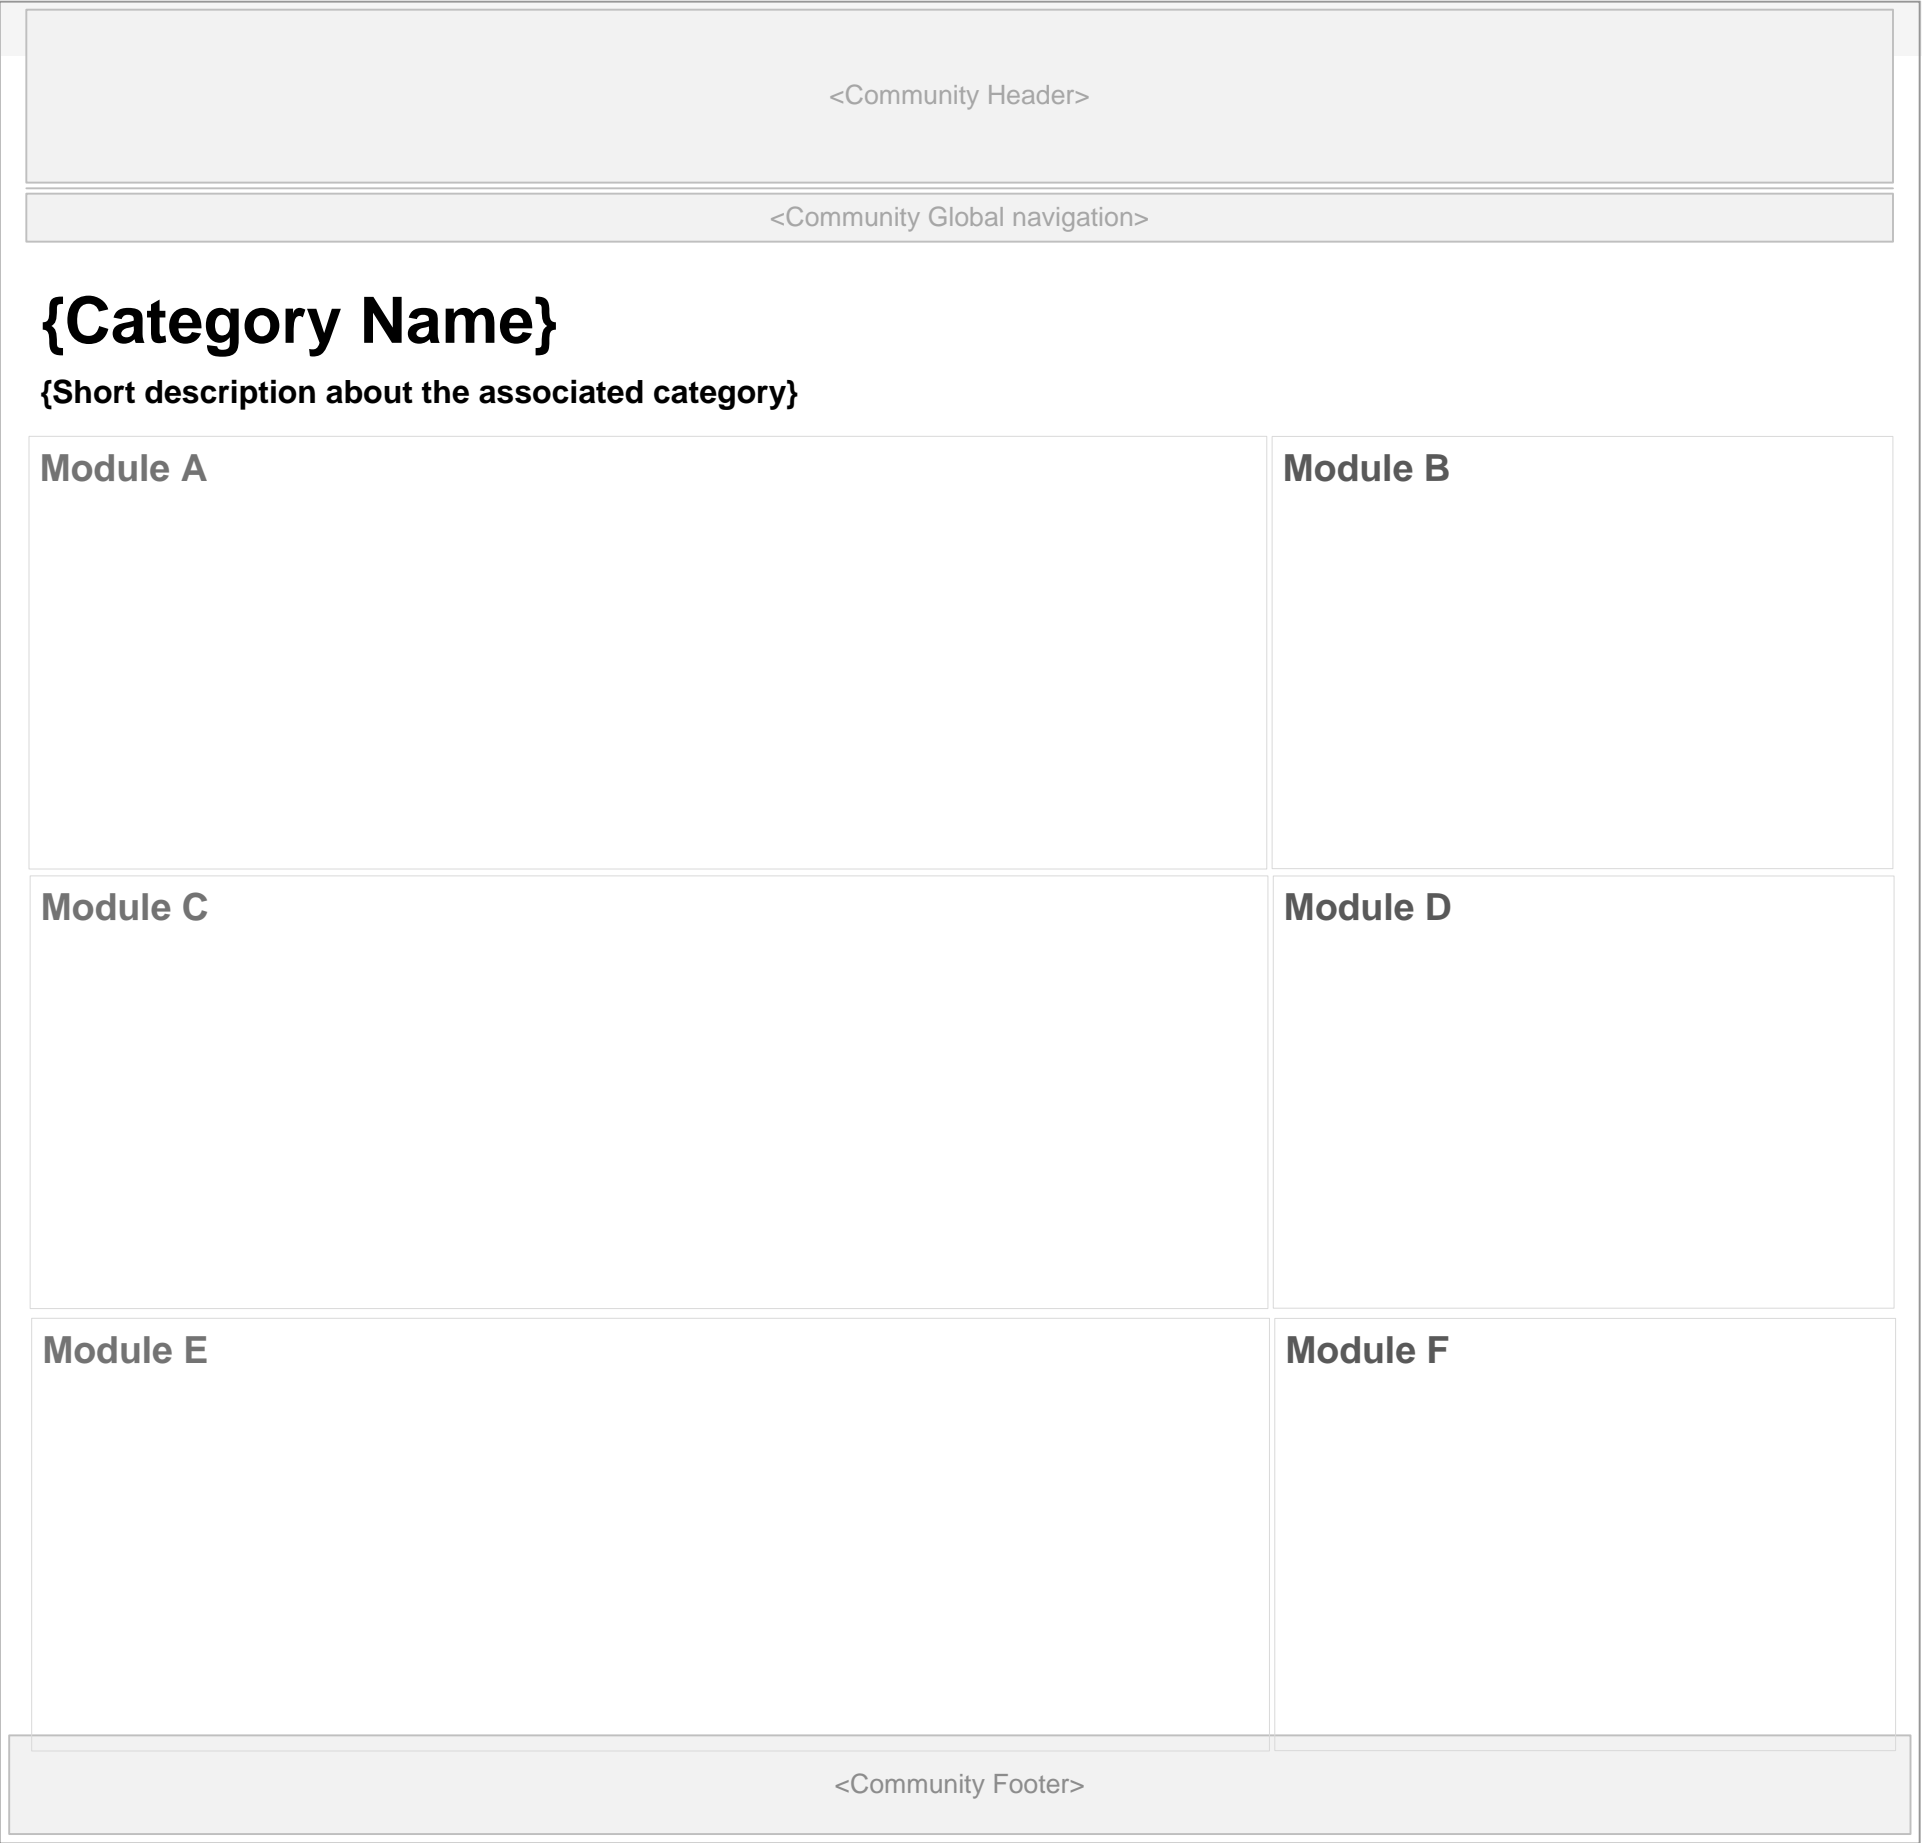 <Community Header>
<Community Global navigation>
{Category Name}
{Short description about the associated category}
Module A
Module B
Module C
Module D
Module E
Module F
<Community Footer>